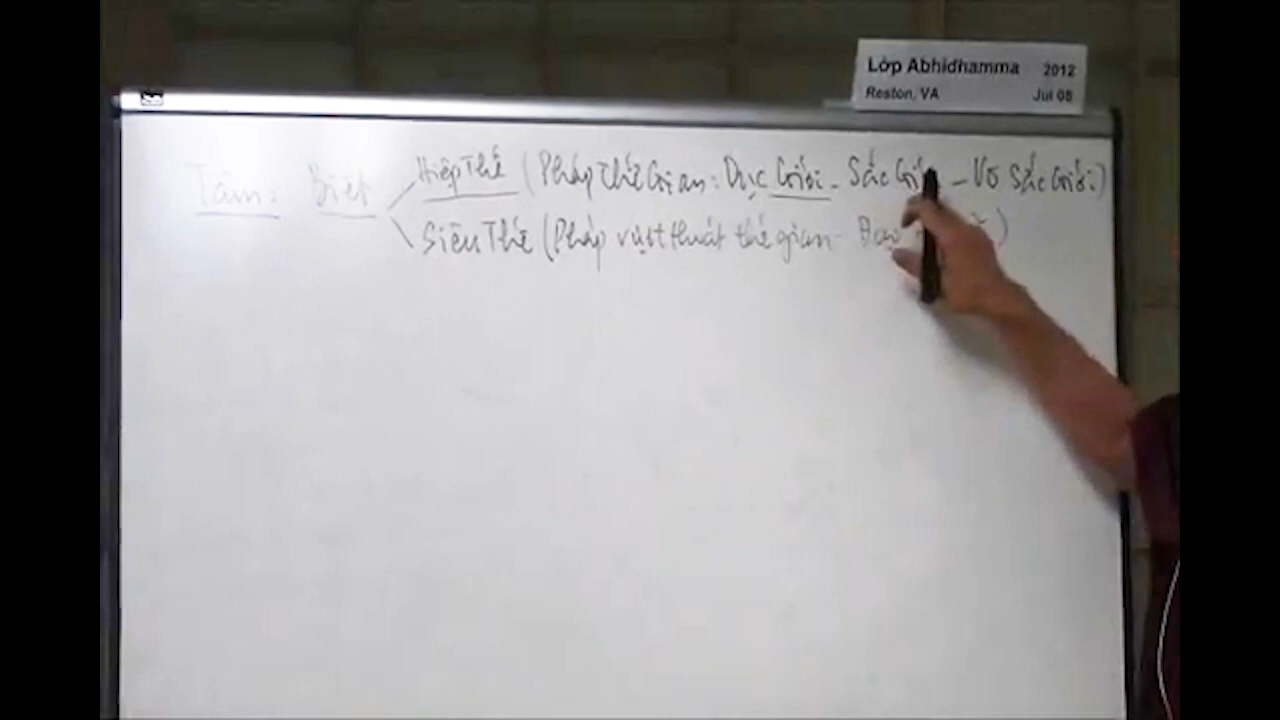 Lớp Abhidhamma 2012
Reston, VA Jul 08
Tâm: Biết Hiệp Thế (Pháp Thế Gian: Dục Giới - Sắc Giới - Vô Sắc Giới)
Siêu Thế (Pháp vượt thoát thế gian - Đạo